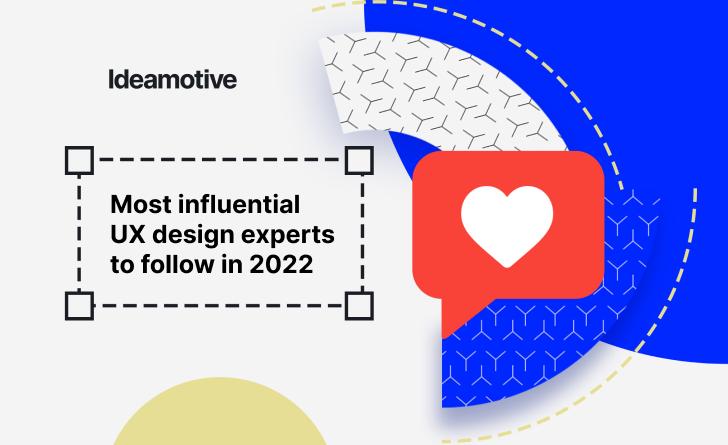 Ideamotive
Most influential
UX design experts
to follow in 2022